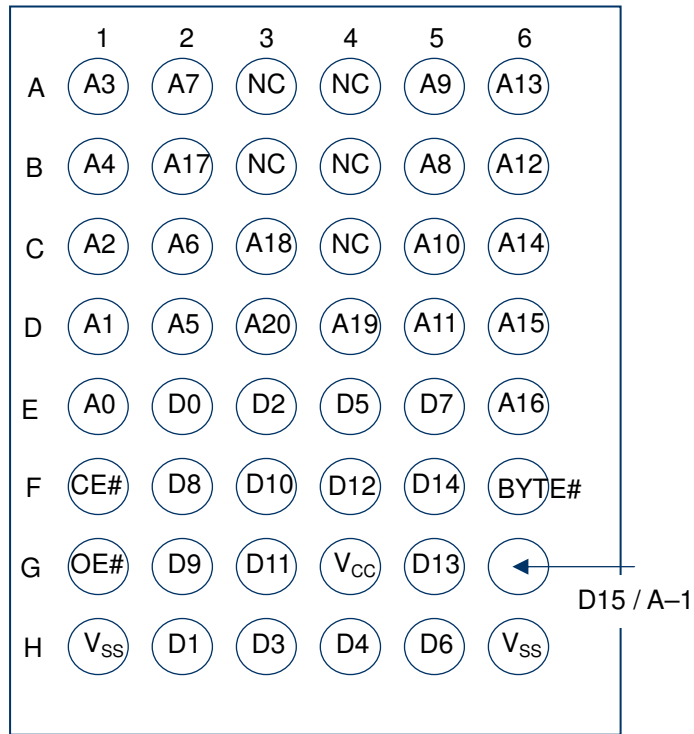 1 2 3 4 5 6
A A3 A7 NC NC A9 A13
B A4 A17 NC NC A8 A12
C A2 A6 A18 NC A10 A14
D A1 A5 A20 A19 A11 A15
E A0 D0 D2 D5 D7 A16
F CE# D8 D10 D12 D14 BYTE#
G OE# D9 D11 VCC D13
D15 / A–1
H VSS D1 D3 D4 D6 VSS